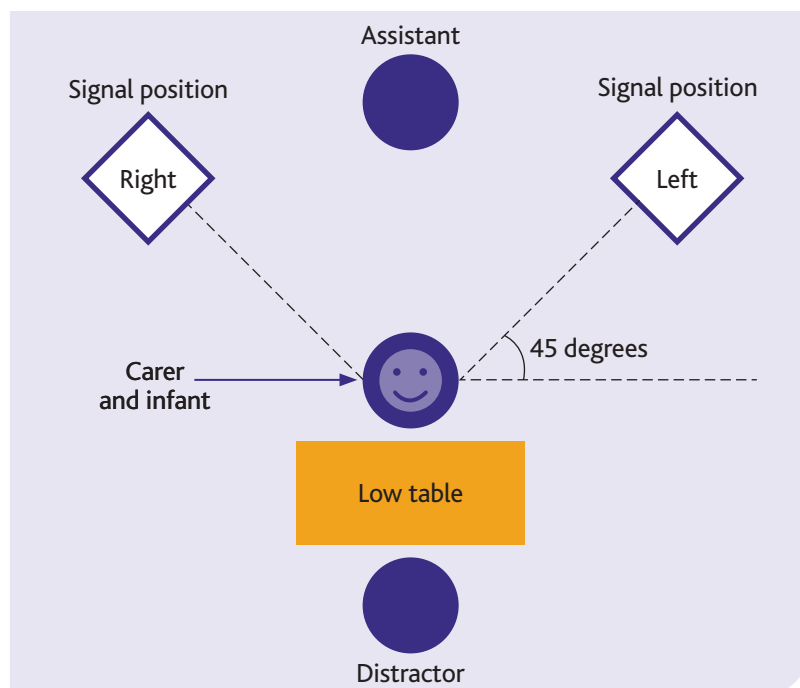 Assistant
Signal position
Signal position
Right
Left
45 degrees
Carer
and infant
Low table
Distractor